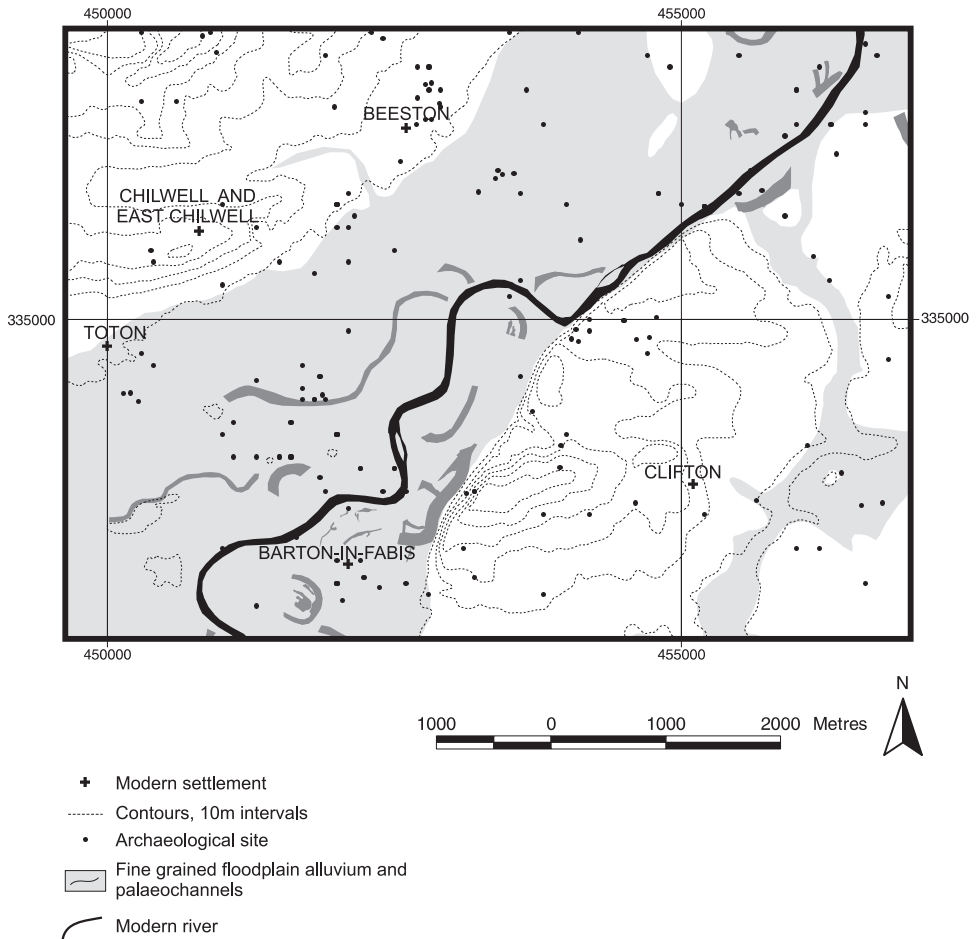 450000
455000
BEESTON
CHILWELL AND
EAST CHILWELL
335000
335000
TOTON
CLIFTON
BARTON-IN-FABIS
450000
455000
N
1000 0 1000 2000 Metres
Modern settlement
Contours, 10m intervals
Archaeological site
Fine grained floodplain alluvium and
palaeochannels
Modern river